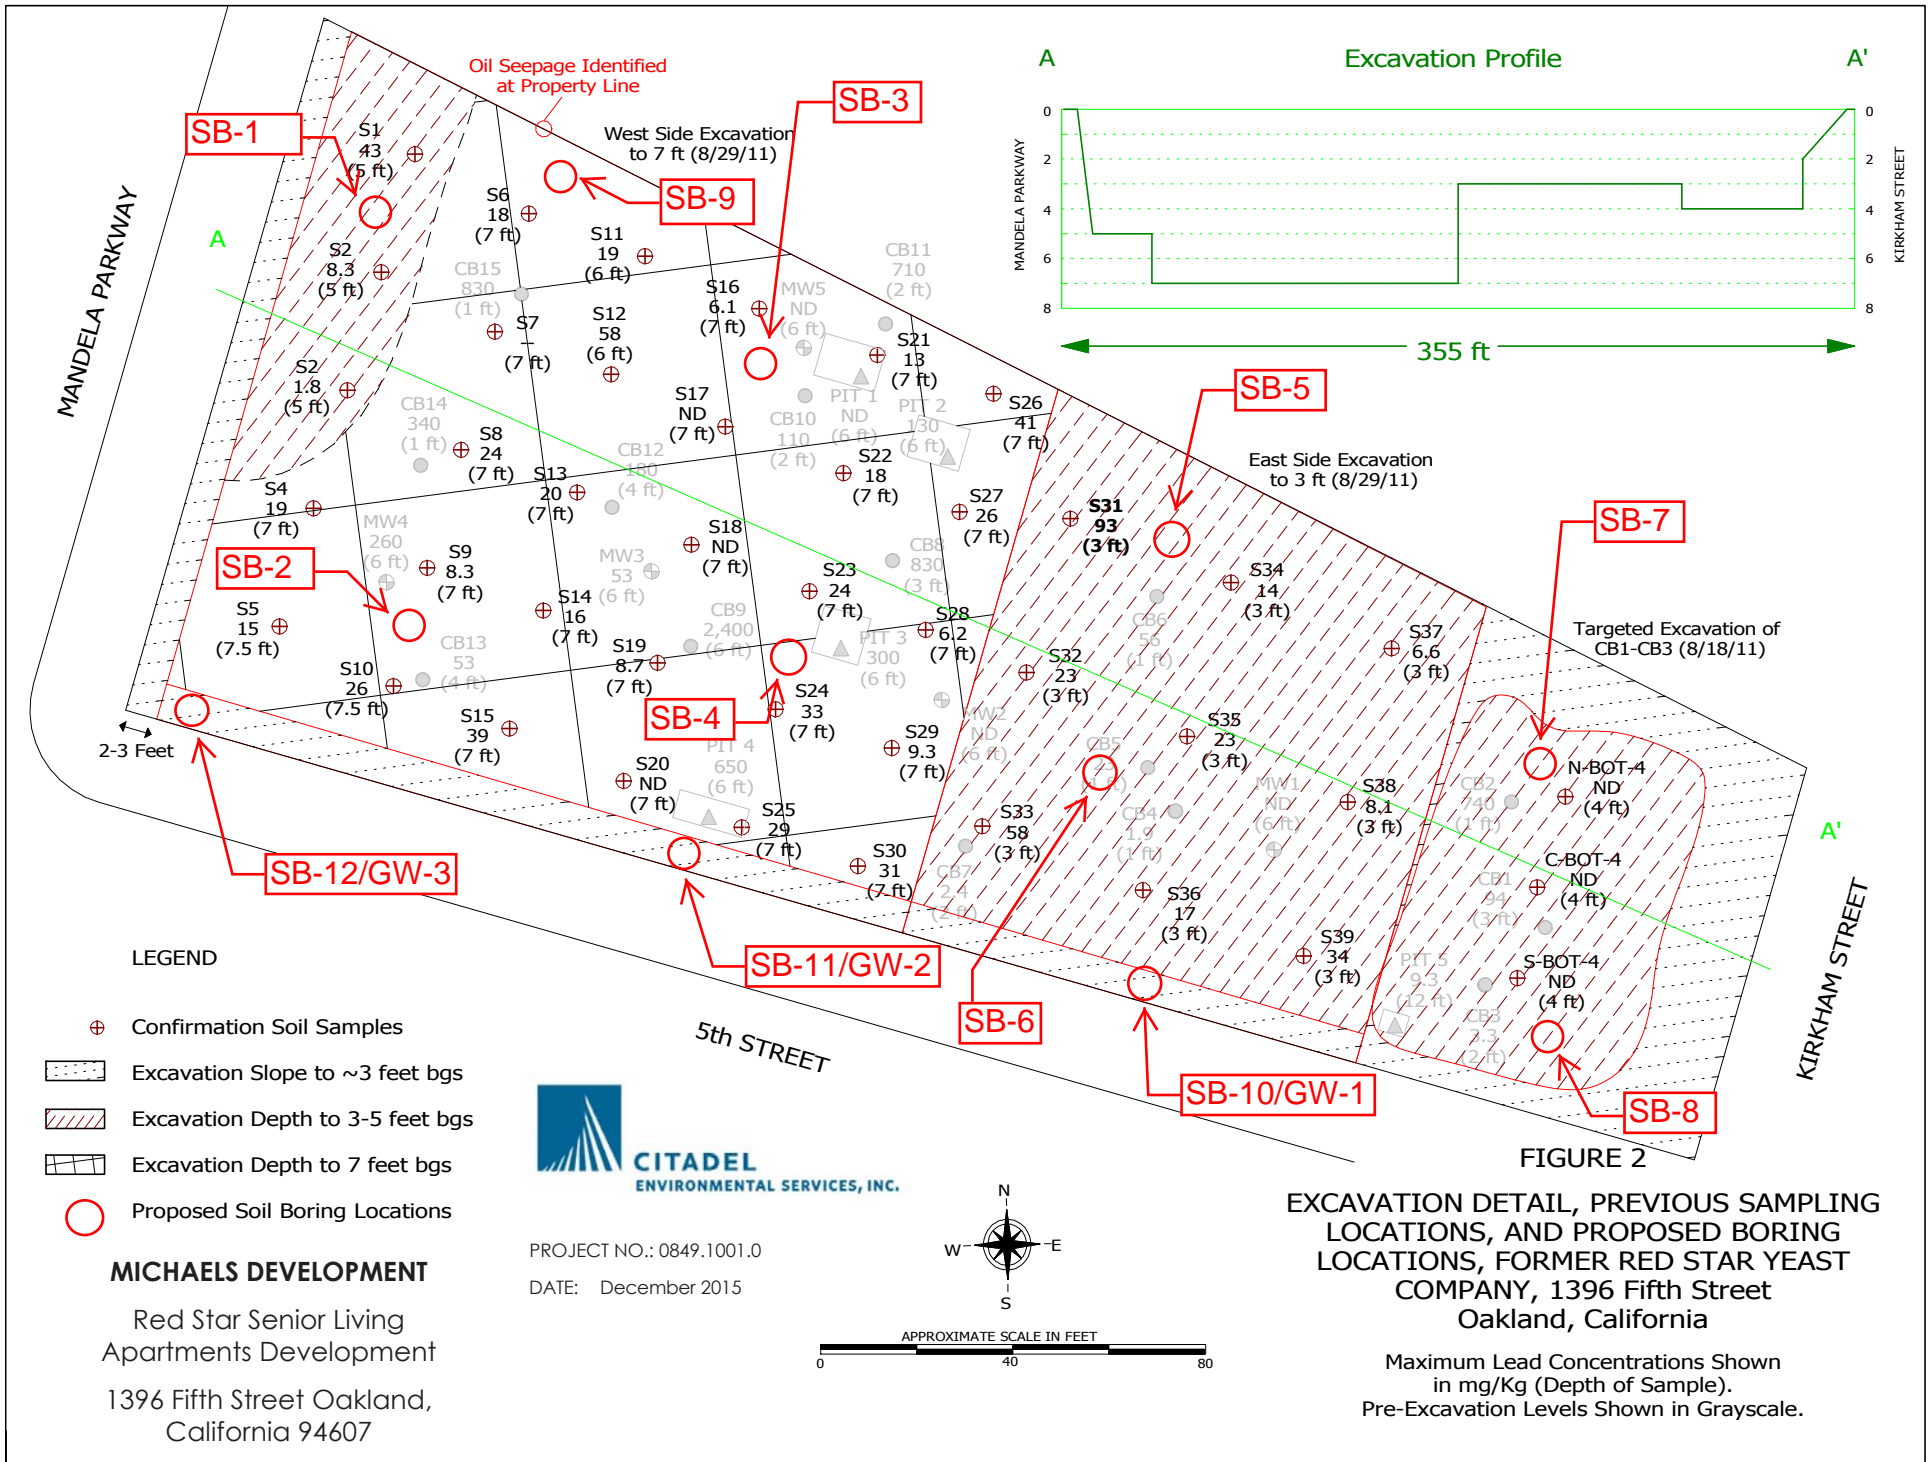 Oil Seepage Identified
at Property Line
West Side Excavation
to 7 ft (8/29/11)
SB-1
SB-3
SB-9
A
Excavation Profile
A'
0
2
4
6
8
0
2
4
6
8
MANDELA PARKWAY
KIRKHAM STREET
355 ft
MANDELA PARKWAY
A
S1
43
(5 ft)
S2
8.3
(5 ft)
S2
1.8
(5 ft)
S4
19
(7 ft)
S5
15
(7.5 ft)
S6
18
(7 ft)
CB15
830
(1 ft)
S7
–
(7 ft)
CB14
340
(1 ft)
S8
24
(7 ft)
MW4
260
(6 ft)
S9
8.3
(7 ft)
SB-2
CB13
53
(4 ft)
S10
26
(7.5 ft)
S11
19
(6 ft)
S12
58
(6 ft)
CB12
180
(4 ft)
S13
20
(7 ft)
MW3
53
(6 ft)
S14
16
(7 ft)
S15
39
(7 ft)
S16
6.1
(7 ft)
MW5
ND
(6 ft)
CB11
710
(2 ft)
S17
ND
(7 ft)
CB10
110
(2 ft)
PIT 1
ND
(6 ft)
S21
13
(7 ft)
PIT 2
130
(6 ft)
S18
ND
(7 ft)
S22
18
(7 ft)
S19
8.7
(7 ft)
CB9
2,400
(6 ft)
S23
24
(7 ft)
CB8
830
(3 ft)
PIT 3
300
(6 ft)
SB-4
S24
33
(7 ft)
S20
ND
(7 ft)
PIT 4
650
(6 ft)
S25
29
(7 ft)
S26
41
(7 ft)
S27
26
(7 ft)
S28
6.2
(7 ft)
S29
9.3
(7 ft)
S30
31
(7 ft)
MW2
ND
(6 ft)
SB-5
East Side Excavation
to 3 ft (8/29/11)
S31
93
(3 ft)
S34
14
(3 ft)
CB6
56
(1 ft)
S37
6.6
(3 ft)
S32
23
(3 ft)
S35
23
(3 ft)
CB5
(1 ft)
CB4
1.9
(1 ft)
MW1
ND
(6 ft)
S38
8.1
(3 ft)
S33
58
(3 ft)
CB7
2.4
(2 ft)
S36
17
(3 ft)
S39
34
(3 ft)
SB-6
SB-7
Targeted Excavation of
CB1-CB3 (8/18/11)
N-BOT-4
ND
(4 ft)
CB2
740
(1 ft)
C-BOT-4
ND
(4 ft)
CB1
94
(3 ft)
PIT 5
9.3
(12 ft)
S-BOT-4
ND
(4 ft)
CB3
3.3
(2 ft)
SB-8
A'
KIRKHAM STREET
2-3 Feet
SB-12/GW-3
SB-11/GW-2
SB-10/GW-1
5th STREET
LEGEND
Confirmation Soil Samples
Excavation Slope to ~3 feet bgs
Excavation Depth to 3-5 feet bgs
Excavation Depth to 7 feet bgs
Proposed Soil Boring Locations
MICHAELS DEVELOPMENT
Red Star Senior Living
Apartments Development
1396 Fifth Street Oakland,
California 94607
CITADEL
ENVIRONMENTAL SERVICES, INC.
PROJECT NO.: 0849.1001.0
DATE: December 2015
N
W
E
S
APPROXIMATE SCALE IN FEET
0
40
80
FIGURE 2
EXCAVATION DETAIL, PREVIOUS SAMPLING
LOCATIONS, AND PROPOSED BORING
LOCATIONS, FORMER RED STAR YEAST
COMPANY, 1396 Fifth Street
Oakland, California
Maximum Lead Concentrations Shown
in mg/Kg (Depth of Sample).
Pre-Excavation Levels Shown in Grayscale.